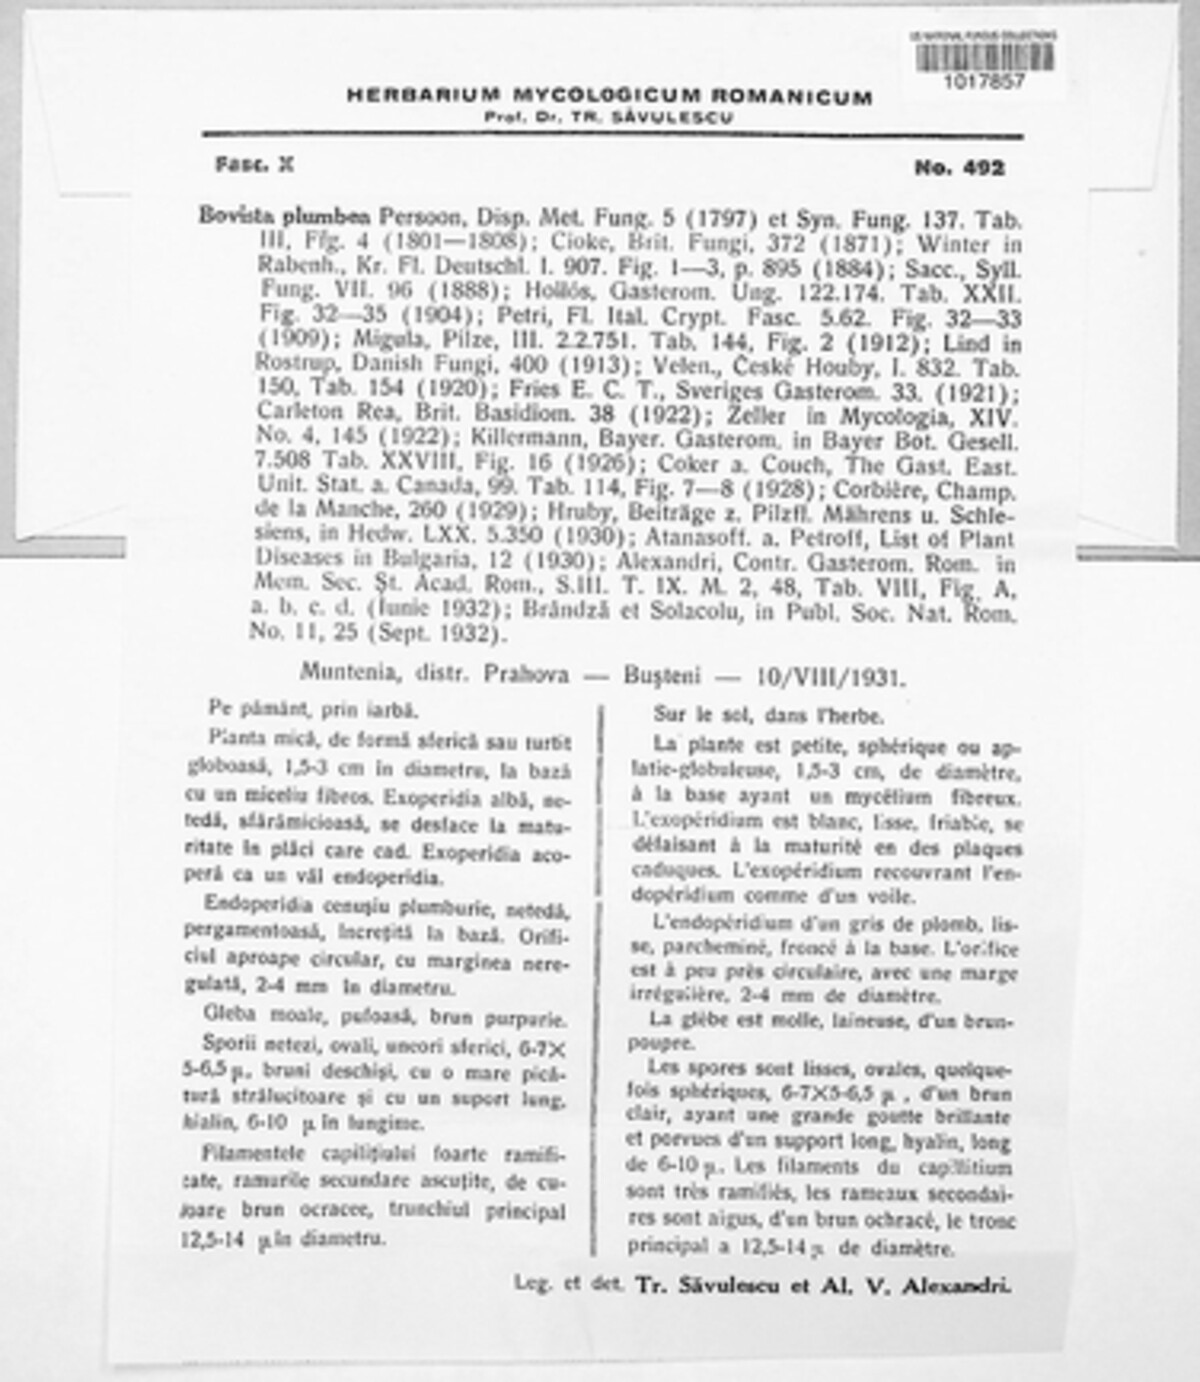 US NATIONAL FUNGUS COLLECTIONS
1017857
HERBARIUM MYCOLOGICUM ROMANICUM
Prof. Dr. TR. SĂVULESCU
Fasc. X
No. 492
Bovista plumbea Persoon, Disp. Met. Fung. 5 (1797) et Syn. Fung. 137. Tab.
III, Fig. 4 (1801—1808); Cioke, Brit. Fungi, 372 (1871); Winter in
Rabenh., Kr. Fl. Deutschl. I. 907. Fig. 1—3, p. 895 (1884); Sacc., Syll.
Fung. VII. 96 (1888); Hollós, Gasterom. Ung. 122.174. Tab. XXII.
Fig. 32—35 (1904); Petri, Fl. Ital. Crypt. Fasc. 5.62. Fig. 32—33
(1909); Migula, Pilze, III. 2.2.751. Tab. 144, Fig. 2 (1912); Lind in
Rostrup, Danish Fungi, 400 (1913); Velen., České Houby, I. 832. Tab.
150, Tab. 154 (1920); Fries E. C. T., Sveriges Gasterom. 33. (1921);
Carleton Rea, Brit. Basidiom. 38 (1922); Zeller in Mycologia, XIV.
No. 4, 145 (1922); Killermann, Bayer. Gasterom. in Bayer Bot. Gesell.
7.508 Tab. XXVIII, Fig. 16 (1926); Coker a. Couch, The Gast. East.
Unit. Stat. a. Canada, 99. Tab. 114, Fig. 7—8 (1928); Corbière, Champ.
de la Manche, 260 (1929); Hruby, Beiträge z. Pilzfl. Mährens u. Schle-
siens, in Hedw. LXX. 5.350 (1930); Atanasoff. a. Petroff, List of Plant
Diseases in Bulgaria, 12 (1930); Alexandri, Contr. Gasterom. Rom. in
Mem. Sec. Șt. Acad. Rom., S.III. T. IX. M. 2, 48, Tab. VIII, Fig. A,
a. b. c. d. (Iunie 1932); Brândză et Solacolu, in Publ. Soc. Nat. Rom.
No. 11, 25 (Sept. 1932).
Muntenia, distr. Prahova — Bușteni — 10/VIII/1931.
Pe pământ, prin iarbă.
Planta mică, de formă sferică sau turtit
globoasă, 1,5-3 cm în diametru, la bază
cu un miceliu fibros. Exoperidia albă, ne-
tedă, sfărămicioasă, se desface la matu-
ritate în plăci care cad. Exoperidia aco-
peră ca un văl endoperidia.
Endoperidia cenușiu plumburie, netedă,
pergamentoasă, încrețită la bază. Orifi-
ciul aproape circular, cu marginea nere-
gulată, 2-4 mm în diametru.
Gleba moale, pufoasă, brun purpurie.
Sporii netezi, ovali, uneori sferici, 6-7×
5-6,5 µ, bruni deschiși, cu o mare pică-
tură strălucitoare și cu un suport lung,
hialin, 6-10 µ în lungime.
Filamentele capilițiului foarte ramifi-
cate, ramurile secundare ascuțite, de cu-
loare brun ocracee, trunchiul principal
12,5-14 µ în diametru.
Sur le sol, dans l'herbe.
La plante est petite, sphérique ou ap-
latie-globuleuse, 1,5-3 cm, de diamètre,
à la base ayant un mycélium fibreux.
L'exopéridium est blanc, lisse, friable, se
défaisant à la maturité en des plaques
caduques. L'exopéridium recouvrant l'en-
dopéridium comme d'un voile.
L'endopéridium d'un gris de plomb, lis-
se, parcheminé, froncé à la base. L'orifice
est à peu près circulaire, avec une marge
irrégulière, 2-4 mm de diamètre.
La glèbe est molle, laineuse, d'un brun-
poupre.
Les spores sont lisses, ovales, quelque-
fois sphériques, 6-7×5-6,5 µ , d'un brun
clair, ayant une grande goutte brillante
et porvues d'un support long, hyalin, long
de 6-10 µ. Les filaments du capillitium
sont très ramifiés, les rameaux secondai-
res sont aigus, d'un brun ochracé, le tronc
principal a 12,5-14 µ de diamètre.
Leg. et det. Tr. Săvulescu et Al. V. Alexandri.